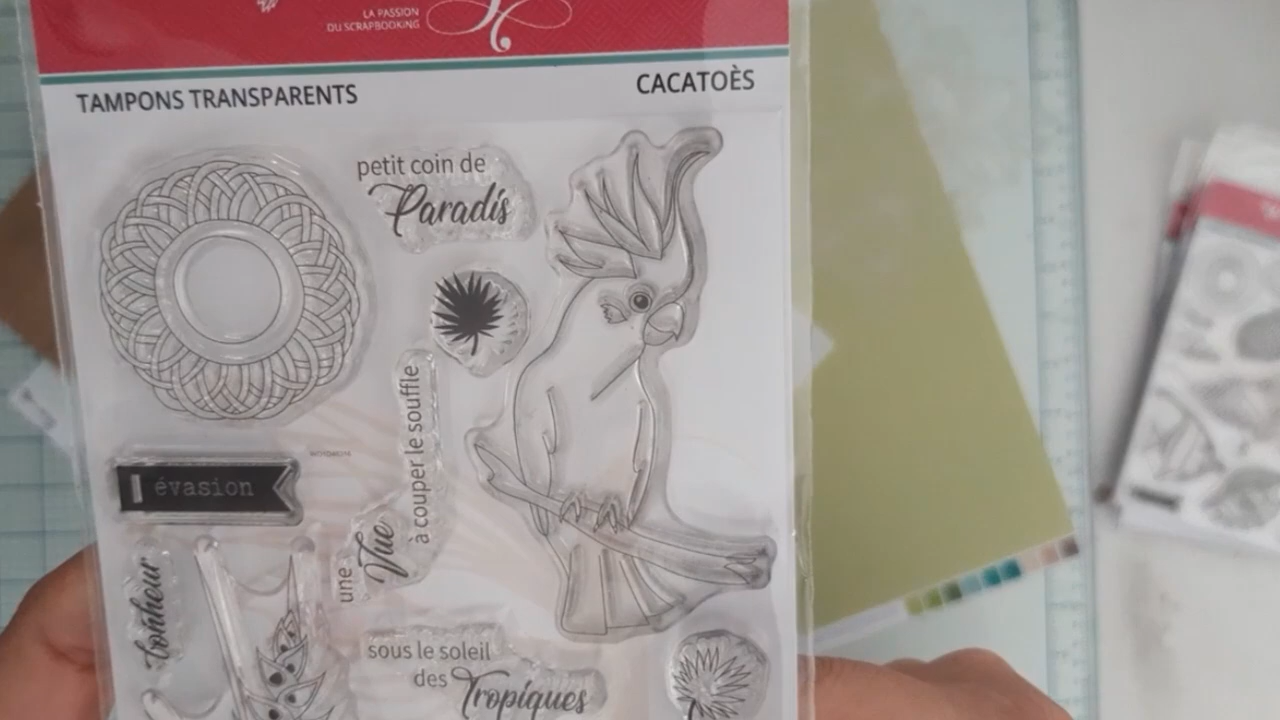 LA PASSION
DU SCRAPBOOKING
TAMPONS TRANSPARENTS
CACATOÈS
petit coin de
Paradis
évasion
une Vue
à couper le souffle
bonheur
sous le soleil
des Tropiques